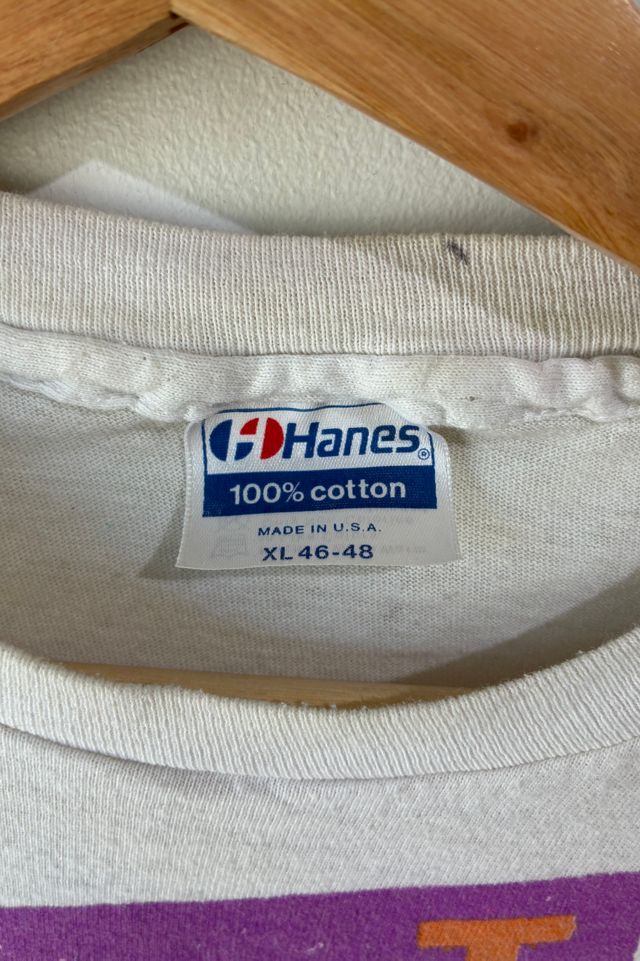 Hanes®
100% cotton
MADE IN U.S.A.
XL 46-48
T